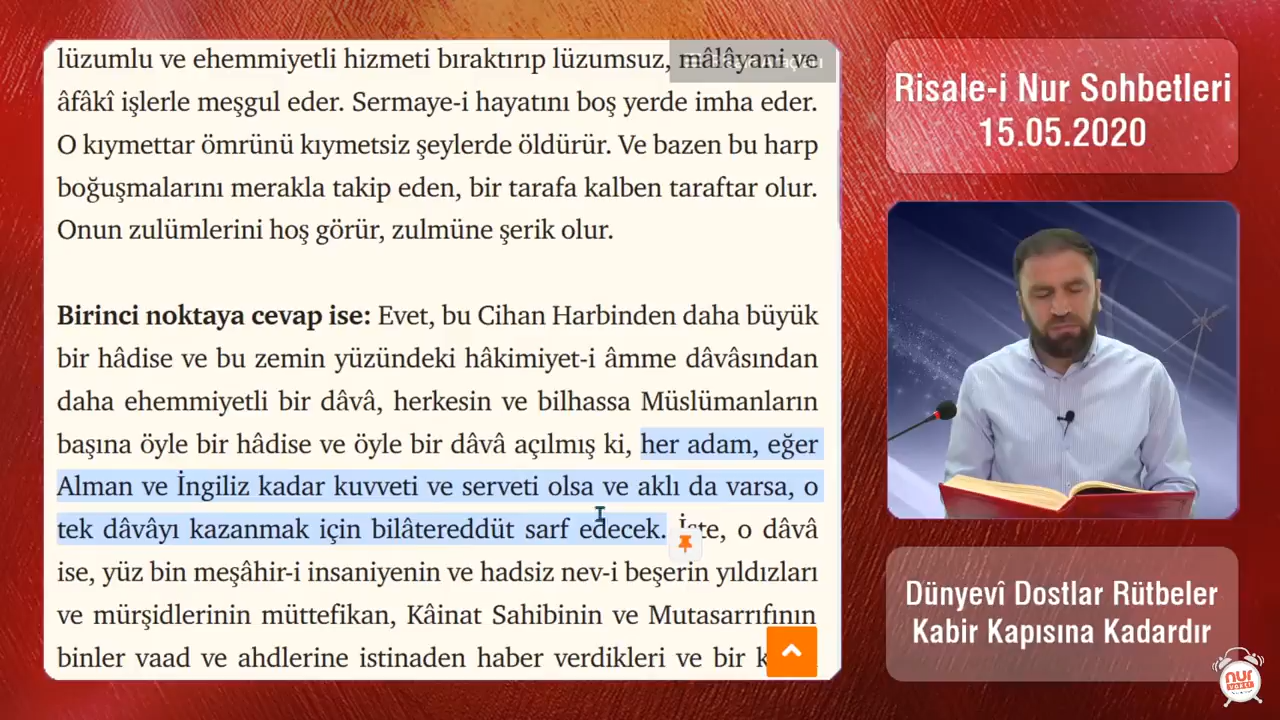 lüzumlu ve ehemmiyetli hizmeti bıraktırıp lüzumsuz, mâlâyani ve
âfâkî işlerle meşgul eder. Sermaye-i hayatını boş yerde imha eder.
O kıymettar ömrünü kıymetsiz şeylerde öldürür. Ve bazen bu harp
boğuşmalarını merakla takip eden, bir tarafa kalben taraftar olur.
Onun zulümlerini hoş görür, zulmüne şerik olur.
Birinci noktaya cevap ise: Evet, bu Cihan Harbinden daha büyük
bir hâdise ve bu zemin yüzündeki hâkimiyet-i âmme dâvâsından
daha ehemmiyetli bir dâvâ, herkesin ve bilhassa Müslümanların
başına öyle bir hâdise ve öyle bir dâvâ açılmış ki, her adam, eğer
Alman ve İngiliz kadar kuvveti ve serveti olsa ve aklı da varsa, o
tek dâvâyı kazanmak için bilâtereddüt sarf edecek. İşte, o dâvâ
ise, yüz bin meşâhir-i insaniyenin ve hadsiz nev-i beşerin yıldızları
ve mürşidlerinin müttefikan, Kâinat Sahibinin ve Mutasarrıfının
binler vaad ve ahdlerine istinaden haber verdikleri ve bir
Risale-i Nur Sohbetleri
15.05.2020
Dünyevî Dostlar Rütbeler
Kabir Kapısına Kadardır
nur